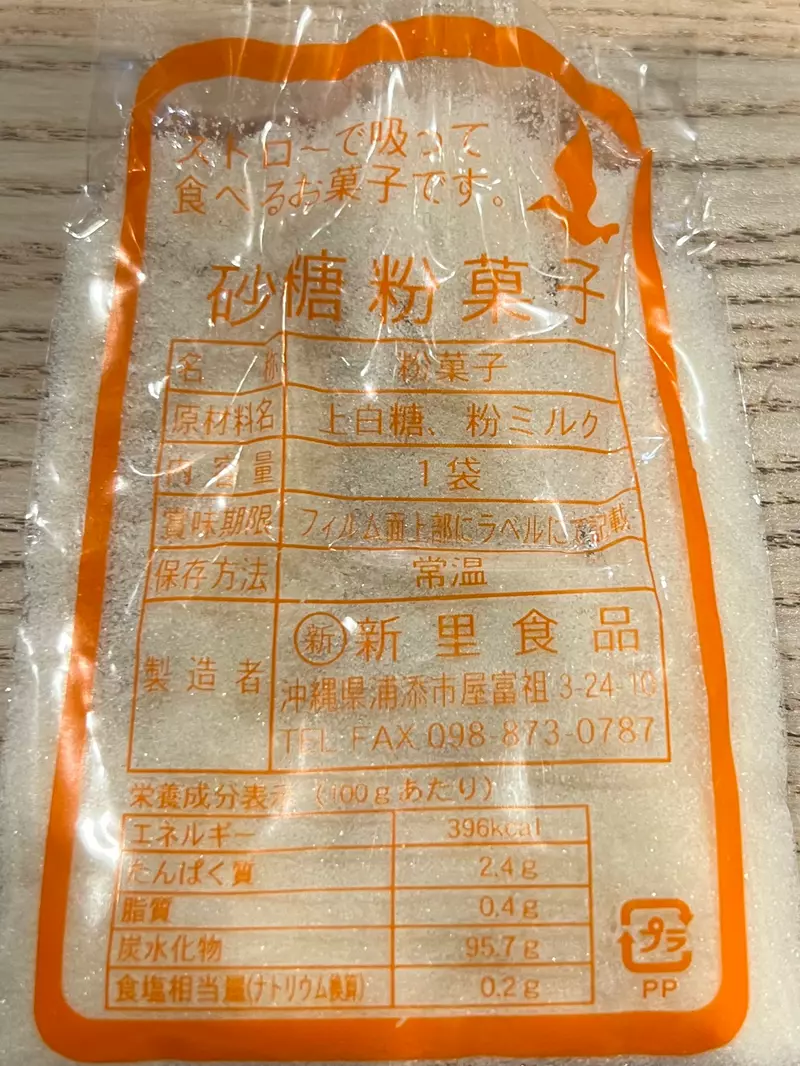 ストローで吸って
食べるお菓子です。
砂糖粉菓子
名称 粉菓子
原材料名 上白糖、粉ミルク
内容量 1袋
賞味期限 フィルム面上部にラベルにて記載
保存方法 常温
製造者 新 新里食品
沖縄県浦添市屋富祖3-24-10
TEL FAX 098-873-0787
栄養成分表示(100gあたり)
エネルギー 396kcal
たんぱく質 2.4g
脂質 0.4g
炭水化物 95.7g
食塩相当量(ナトリウム換算) 0.2g
プラ
PP